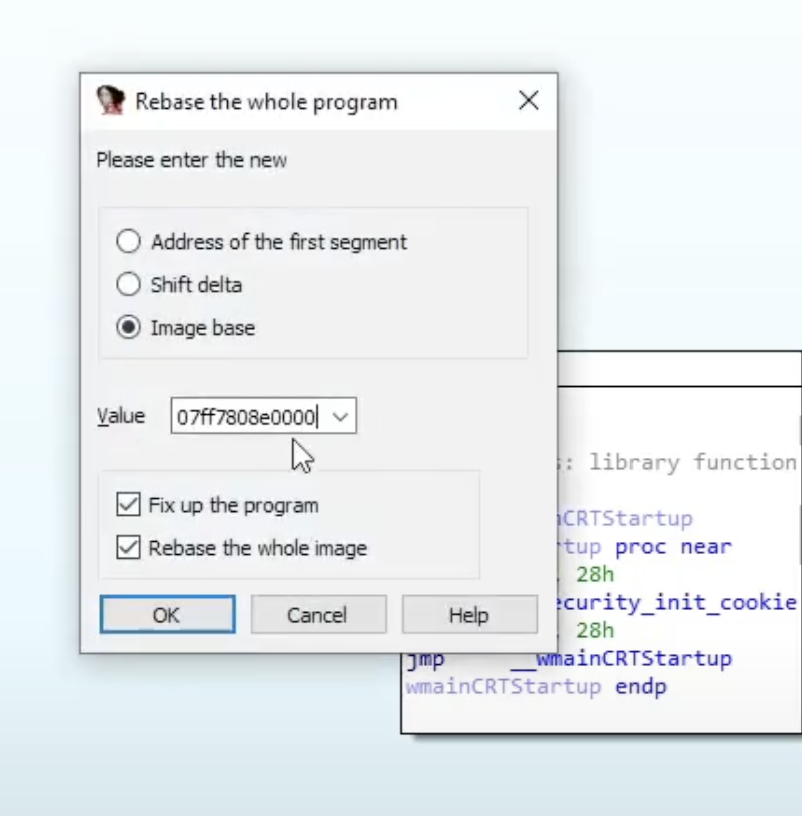 Rebase the whole program
Please enter the new
Address of the first segment
Shift delta
Image base
Value 07ff7808e0000
Fix up the program
Rebase the whole image
OK Cancel Help
: library function
CRTStartup
tup proc near
28h
ecurity_init_cookie
28h
jmp __wmainCRTStartup
wmainCRTStartup endp